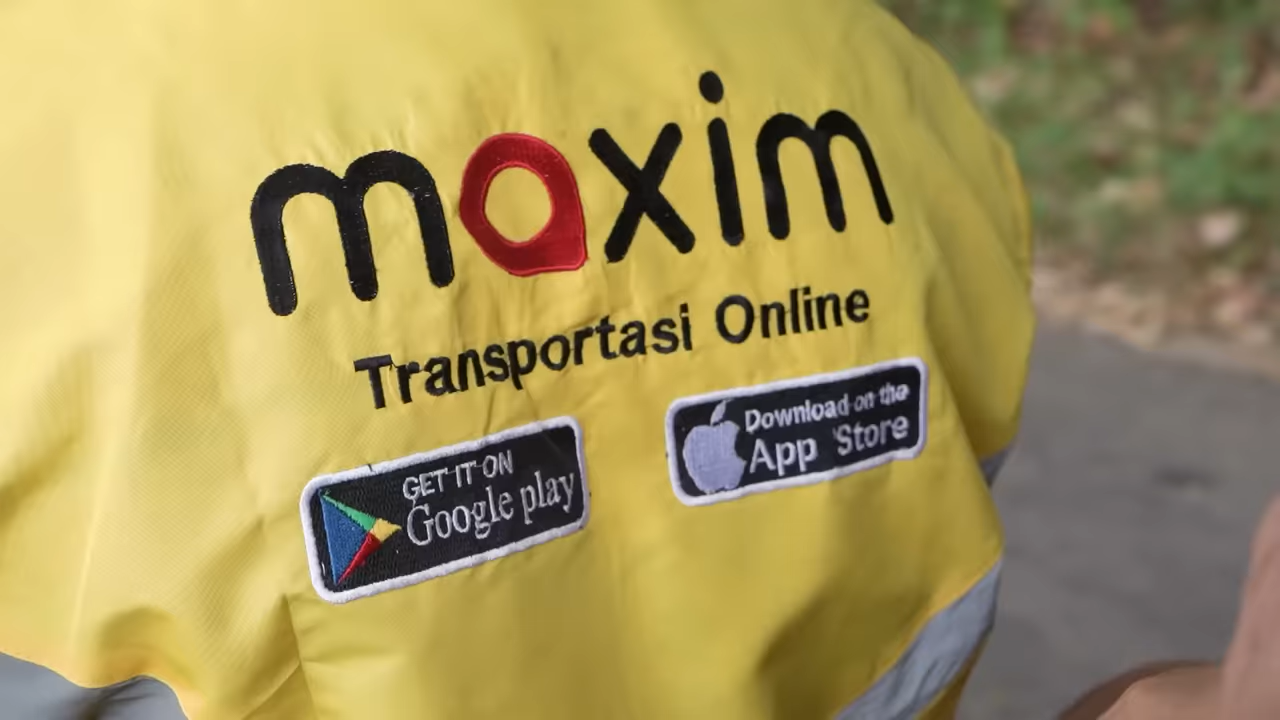 maxim
Transportasi Online
GET IT ON
Google play
Download on the
App Store